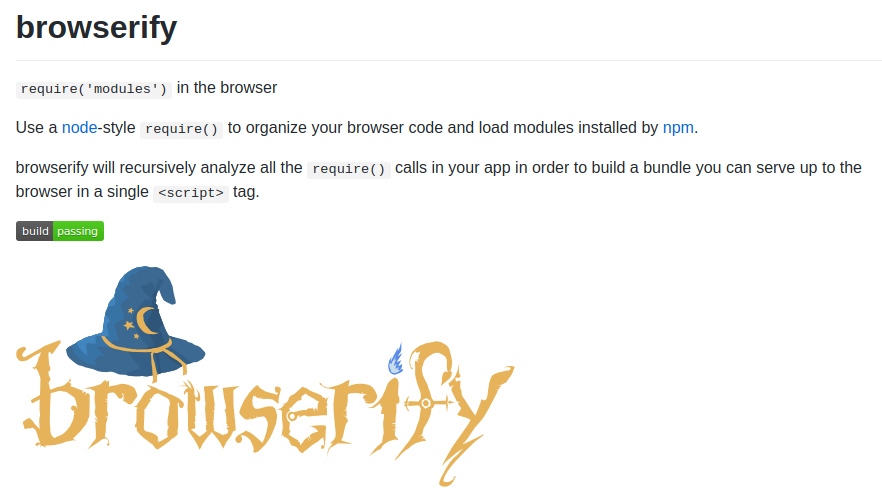 browserify
require('modules') in the browser
Use a node-style require() to organize your browser code and load modules installed by npm.
browserify will recursively analyze all the require() calls in your app in order to build a bundle you can serve up to the
browser in a single <script> tag.
build passing
browserify